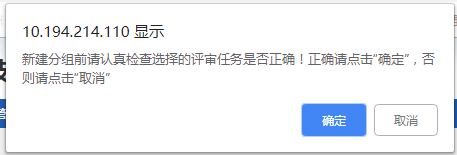 10.194.214.110 显示
新建分组前请认真检查选择的评审任务是否正确！正确请点击“确定”，否
则请点击“取消”
确定
取消